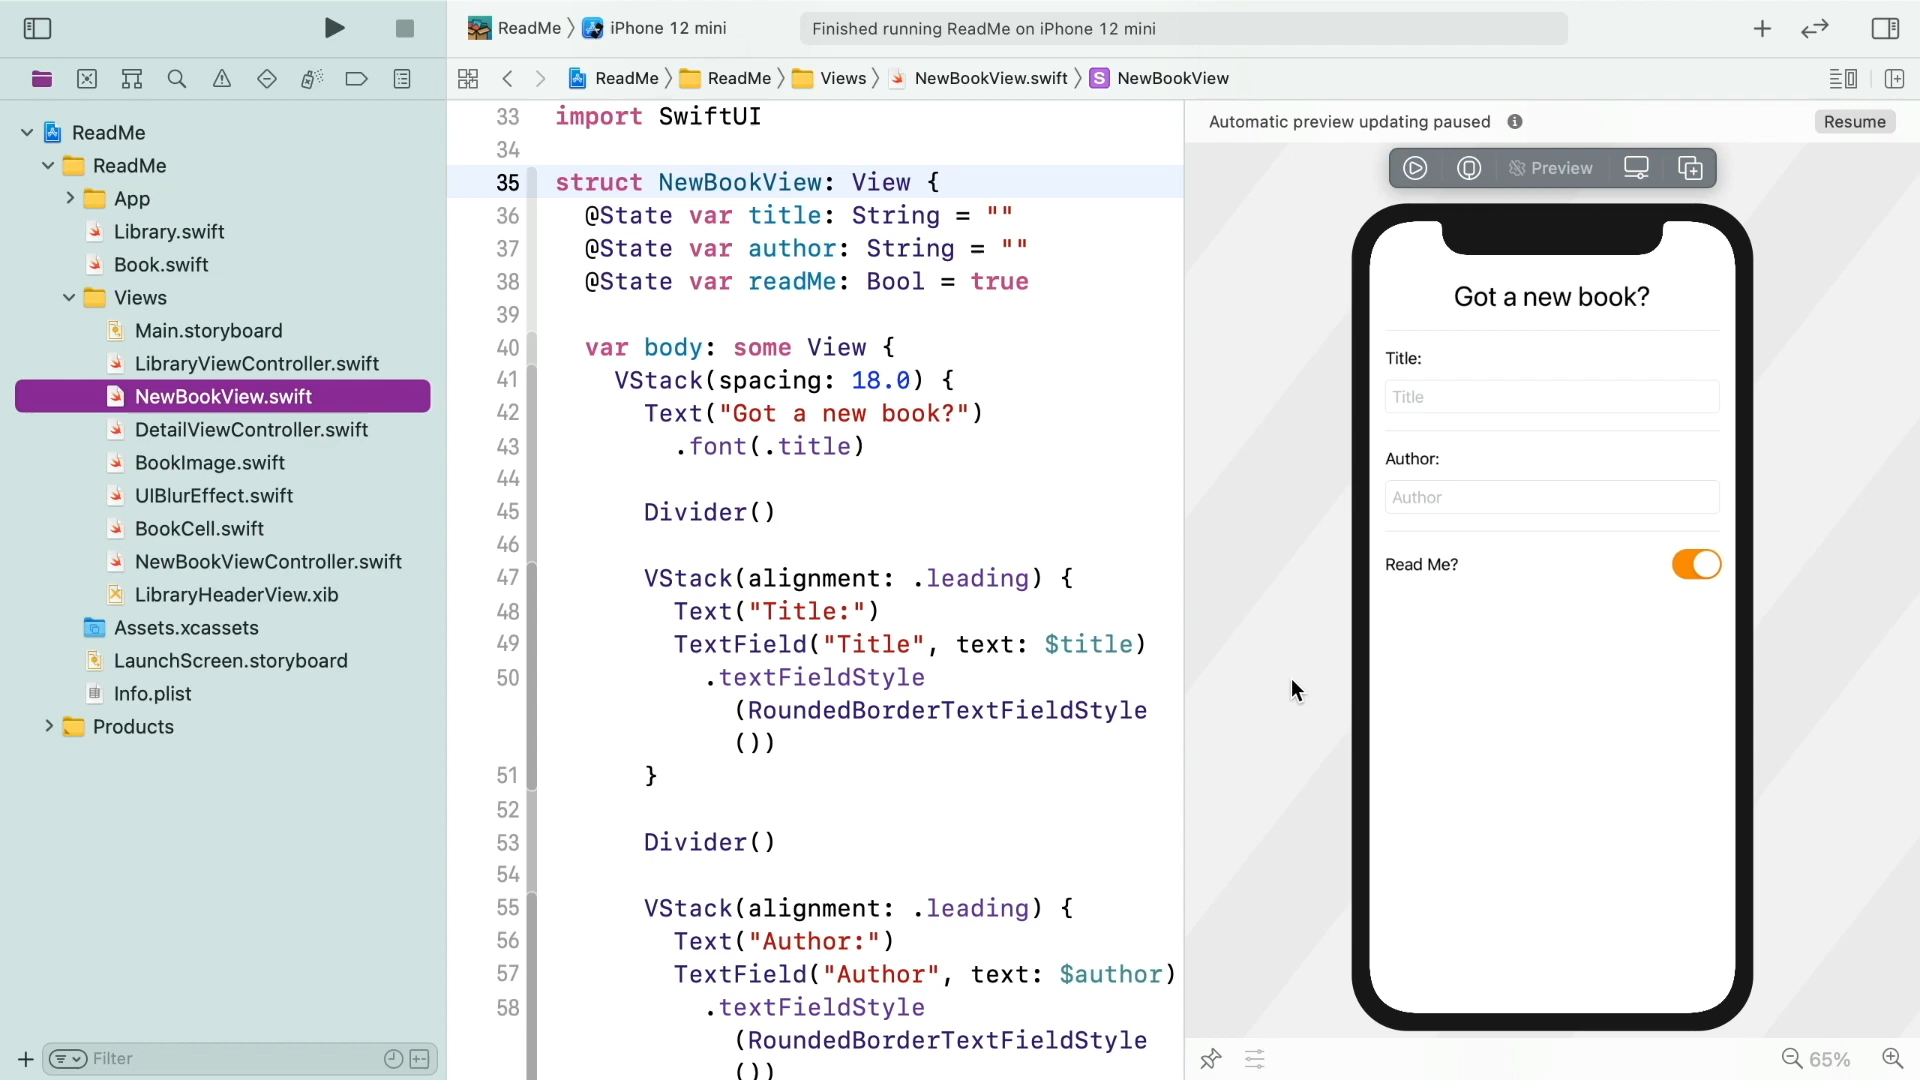 ReadMe 〉 iPhone 12 mini
Finished running ReadMe on iPhone 12 mini
ReadMe 〉 ReadMe 〉 Views 〉 NewBookView.swift 〉 S NewBookView
ReadMe
ReadMe
App
Library.swift
Book.swift
Views
Main.storyboard
LibraryViewController.swift
NewBookView.swift
DetailViewController.swift
BookImage.swift
UIBlurEffect.swift
BookCell.swift
NewBookViewController.swift
LibraryHeaderView.xib
Assets.xcassets
LaunchScreen.storyboard
Info.plist
Products
Filter
33 import SwiftUI
34
35 struct NewBookView: View {
36 @State var title: String = ""
37 @State var author: String = ""
38 @State var readMe: Bool = true
39
40 var body: some View {
41 VStack(spacing: 18.0) {
42 Text("Got a new book?")
43 .font(.title)
44
45 Divider()
46
47 VStack(alignment: .leading) {
48 Text("Title:")
49 TextField("Title", text: $title)
50 .textFieldStyle
(RoundedBorderTextFieldStyle
())
51 }
52
53 Divider()
54
55 VStack(alignment: .leading) {
56 Text("Author:")
57 TextField("Author", text: $author)
58 .textFieldStyle
(RoundedBorderTextFieldStyle
())
Automatic preview updating paused
Resume
Preview
Got a new book?
Title:
Title
Author:
Author
Read Me?
65%